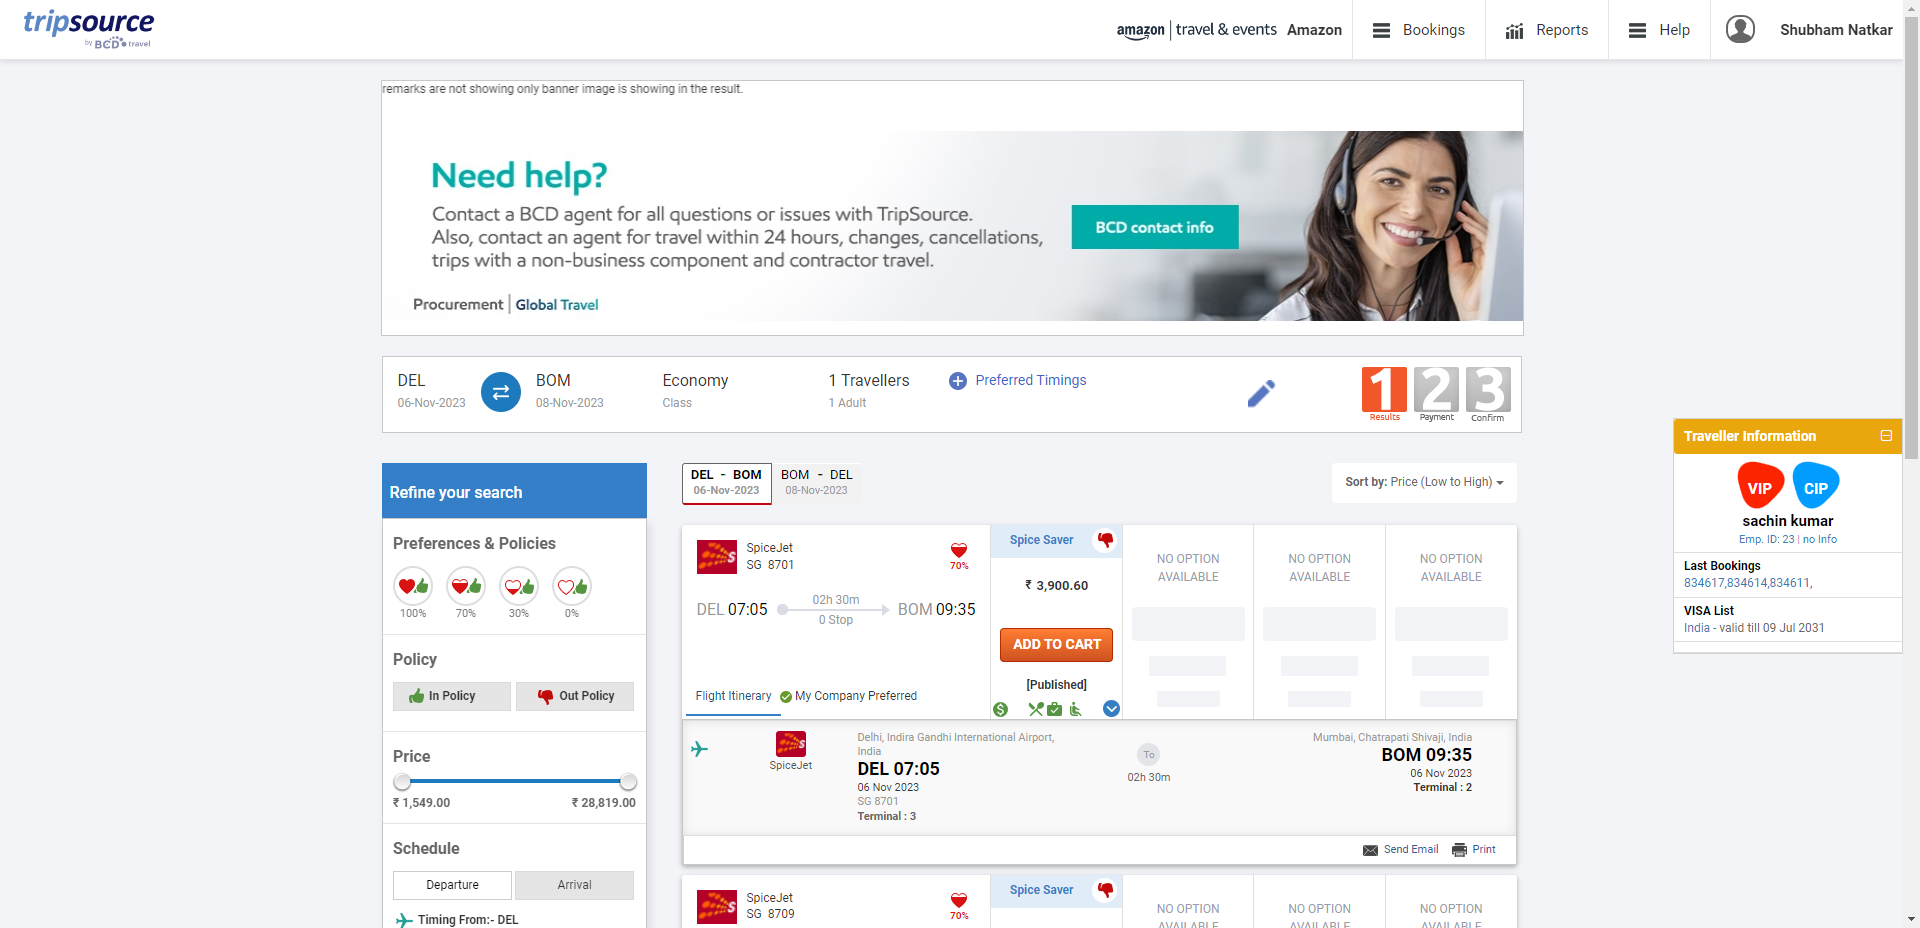 tripsource
by BCD travel
amazon | travel & events Amazon
Bookings
Reports
Help
Shubham Natkar
remarks are not showing only banner image is showing in the result.
Need help?
Contact a BCD agent for all questions or issues with TripSource.
Also, contact an agent for travel within 24 hours, changes, cancellations,
trips with a non-business component and contractor travel.
BCD contact info
Procurement | Global Travel
DEL
06-Nov-2023
BOM
08-Nov-2023
Economy
Class
1 Travellers
1 Adult
Preferred Timings
1 2 3
Results Payment Confirm
Refine your search
Preferences & Policies
100% 70% 30% 0%
Policy
In Policy Out Policy
Price
₹ 1,549.00 ₹ 28,819.00
Schedule
Departure Arrival
Timing From:- DEL
DEL - BOM
06-Nov-2023
BOM - DEL
08-Nov-2023
Sort by: Price (Low to High)
SpiceJet
SG 8701
70%
DEL 07:05
02h 30m
0 Stop
BOM 09:35
Flight Itinerary
My Company Preferred
Spice Saver
₹ 3,900.60
ADD TO CART
[Published]
NO OPTION
AVAILABLE
NO OPTION
AVAILABLE
NO OPTION
AVAILABLE
SpiceJet
Delhi, Indira Gandhi International Airport,
India
DEL 07:05
06 Nov 2023
SG 8701
Terminal : 3
To
02h 30m
Mumbai, Chatrapati Shivaji, India
BOM 09:35
06 Nov 2023
Terminal : 2
Send Email
Print
SpiceJet
SG 8709
70%
Spice Saver
NO OPTION
AVAILABLE
NO OPTION
AVAILABLE
NO OPTION
AVAILABLE
Traveller Information
VIP CIP
sachin kumar
Emp. ID: 23 | no Info
Last Bookings
834617,834614,834611,
VISA List
India - valid till 09 Jul 2031